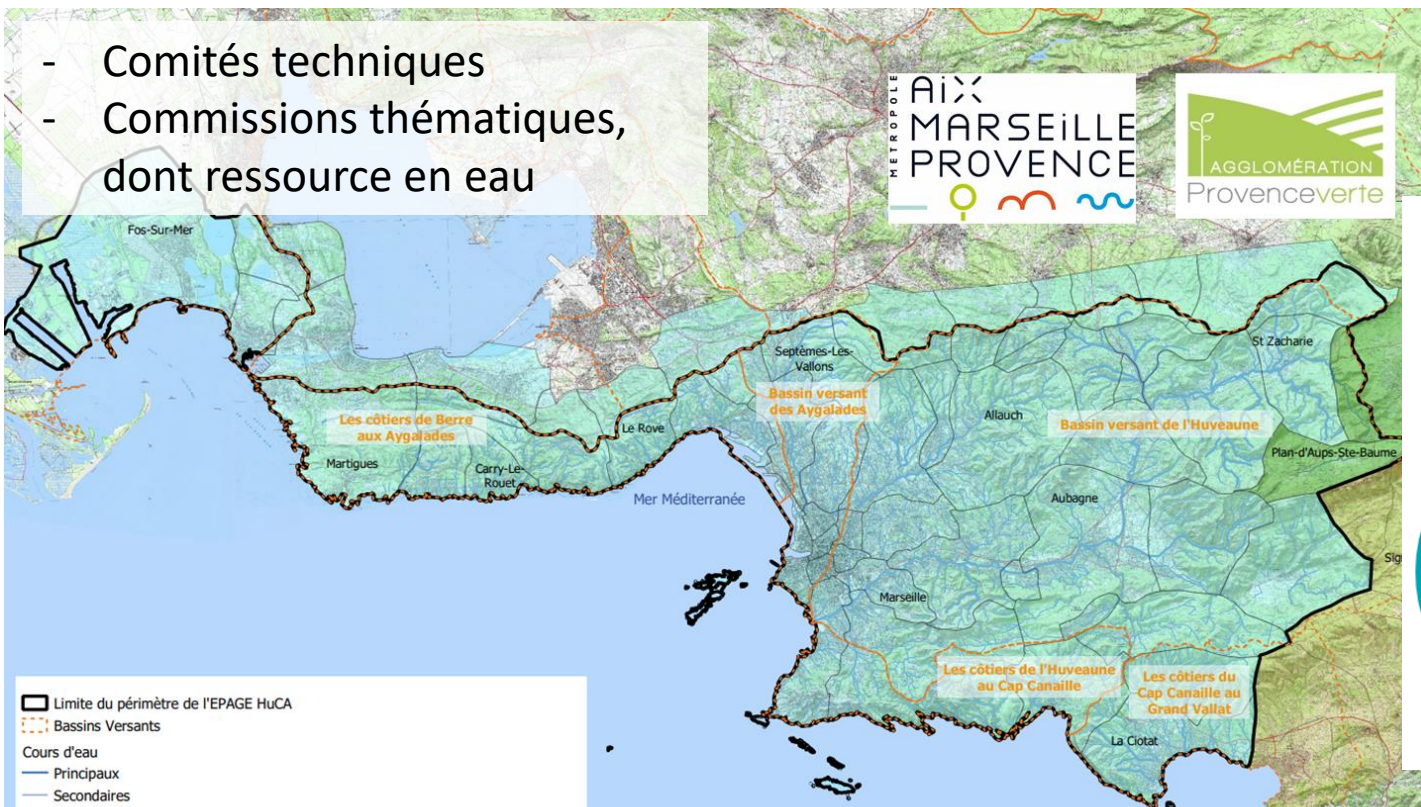 - Comités techniques
- Commissions thématiques,
dont ressource en eau
METROPOLE
AIX
MARSEILLE
PROVENCE
AGGLOMÉRATION
Provenceverte
Fos-Sur-Mer
Septèmes-Les-
Vallons
St Zacharie
Bassin versant
des Aygalades
Les côtiers de Berre
aux Aygalades
Le Rove
Allauch
Bassin versant de l'Huveaune
Martigues
Carry-Le-
Rouet
Plan-d'Aups-Ste-Baume
Mer Méditerranée
Aubagne
Sig
Marseille
Les côtiers de l'Huveaune
au Cap Canaille
Les côtiers du
Cap Canaille au
Grand Vallat
La Ciotat
Limite du périmètre de l'EPAGE HuCA
Bassins Versants
Cours d'eau
Principaux
Secondaires